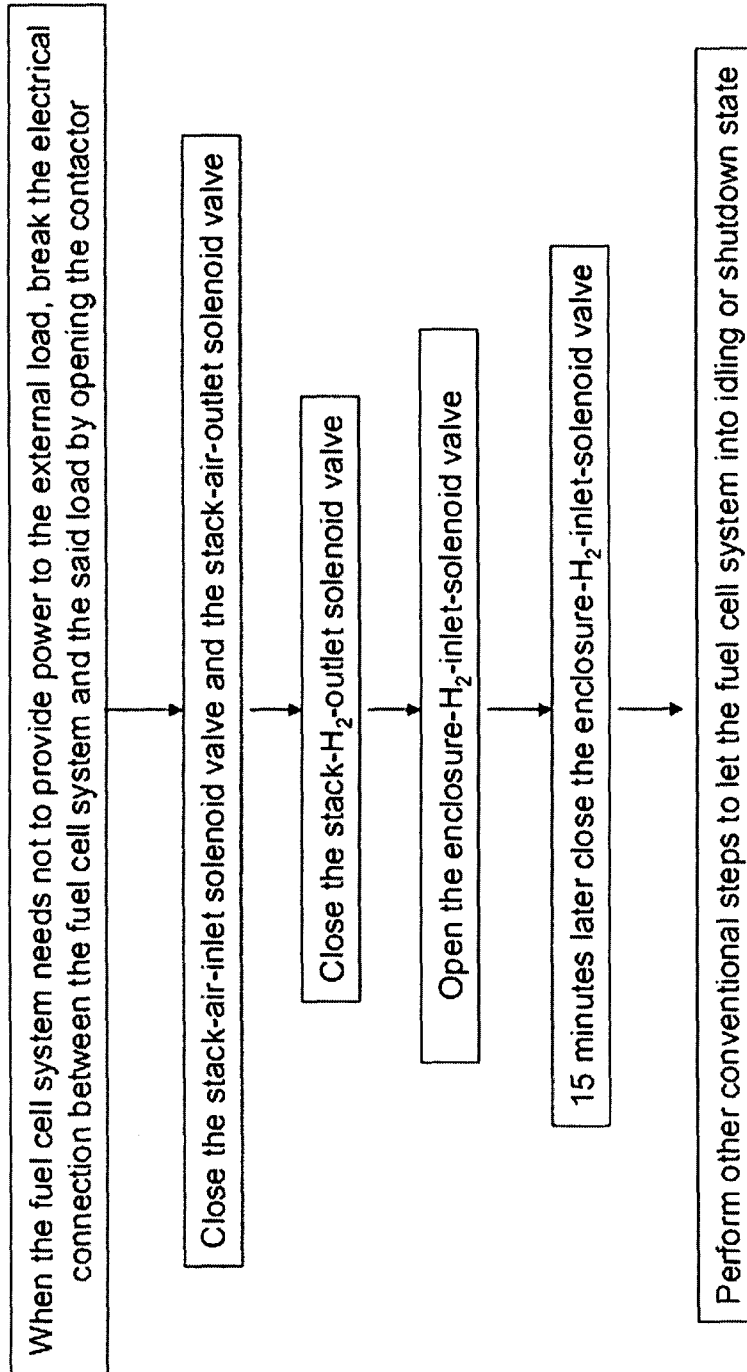 When the fuel cell system needs not to provide power to the external load, break the electrical
connection between the fuel cell system and the said load by opening the contactor
Close the stack-air-inlet solenoid valve and the stack-air-outlet solenoid valve
Close the stack-H₂-outlet solenoid valve
Open the enclosure-H₂-inlet-solenoid valve
15 minutes later close the enclosure-H₂-inlet-solenoid valve
Perform other conventional steps to let the fuel cell system into idling or shutdown state